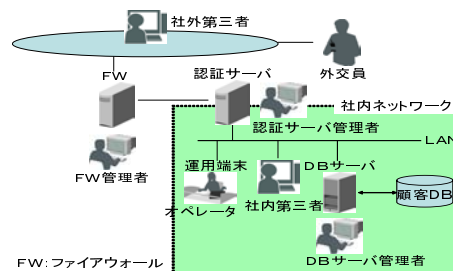 社外第三者
FW
認証サーバ
外交員
社内ネットワーク
認証サーバ管理者
LAN
FW管理者
運用端末
DBサーバ
オペレータ
社内第三者
顧客DB
DBサーバ管理者
FW:ファイアウォール